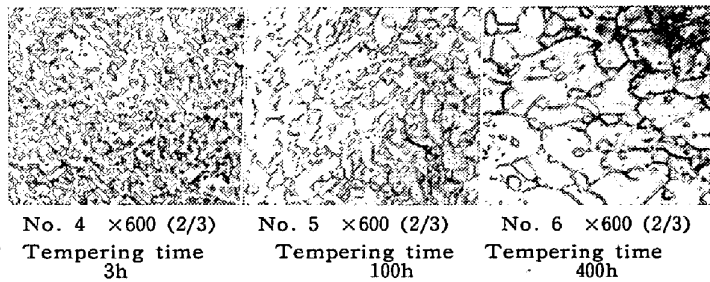 No. 4 ×600 (2/3) No. 5 ×600 (2/3) No. 6 ×600 (2/3)
Tempering time Tempering time Tempering time
3h 100h 400h